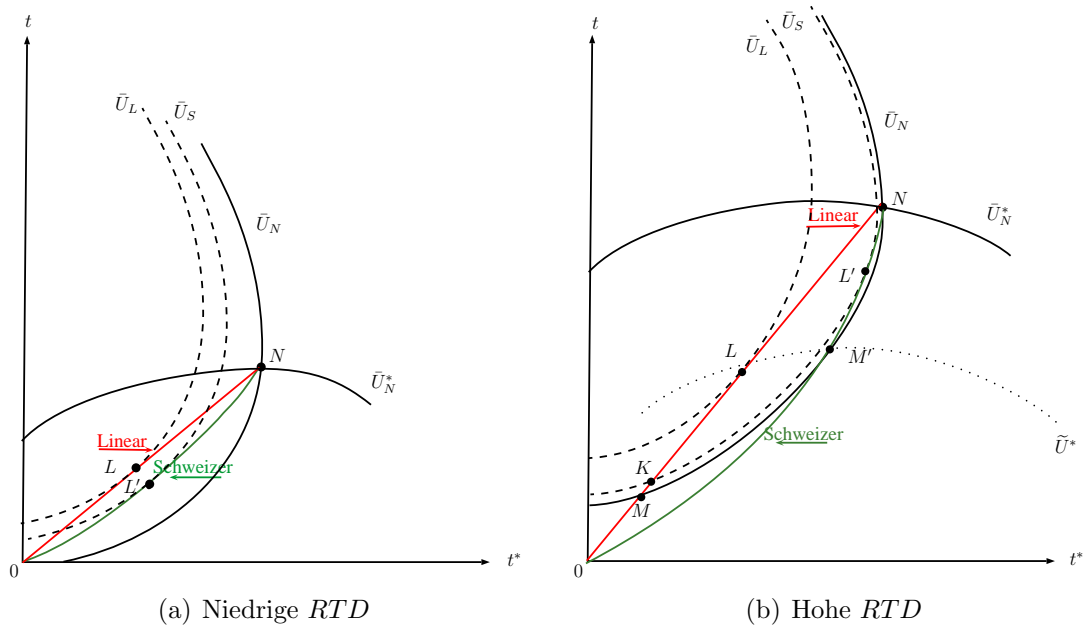 t
Ū_L
Ū_S
Ū_N
N
Ū*_N
Linear
L
Schweizer
L'
0
t*
(a) Niedrige RTD
t
Ū_S
Ū_L
Ū_N
N
Linear
Ū*_N
L'
L
M'
Schweizer
Ũ*
K
M
0
t*
(b) Hohe RTD